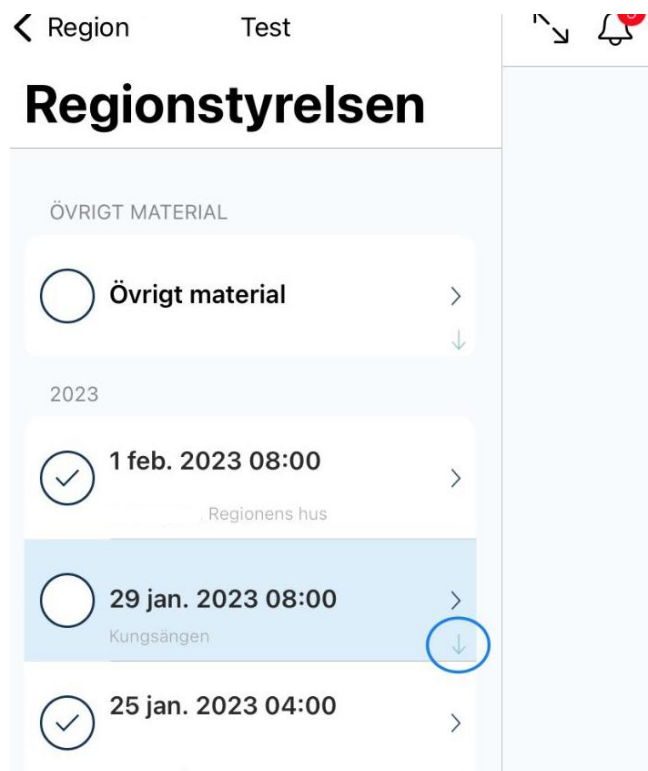 Region
Test
Regionstyrelsen
ÖVRIGT MATERIAL
Övrigt material
2023
1 feb. 2023 08:00
. Regionens hus
29 jan. 2023 08:00
Kungsängen
25 jan. 2023 04:00